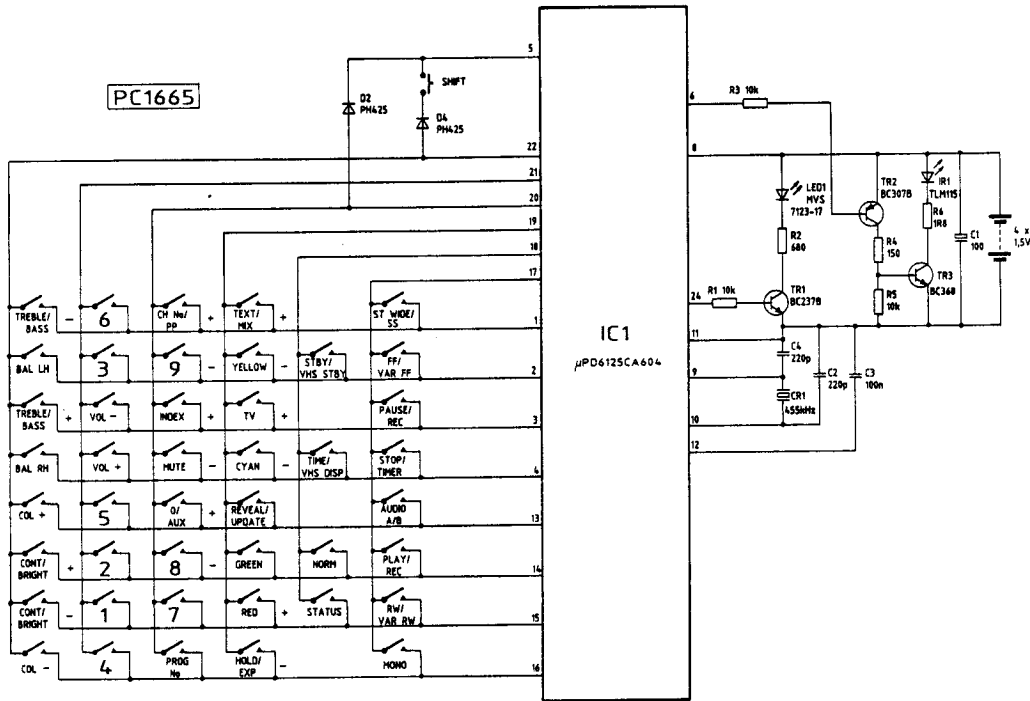 PC1665
5
D2
PH425
SHIFT
D4
PH425
22
21
20
19
18
17
6
R3 10k
8
LED1
MVS
7123-17
R2
680
TR2
BC307B
IR1
TLM115
R6
1R8
C1
100
4 x
1,5V
R4
150
R5
10k
TR3
BC368
24
R1 10k
TR1
BC237B
11
C4
220p
9
CR1
455kHz
C2
220p
C3
100n
10
12
IC1
µPD6125CA604
TREBLE/
BASS
-
6
CH No/
PP
+
TEXT/
MIX
+
ST WIDE/
SS
1
BAL LH
3
9
-
YELLOW
-
STBY/
VHS STBY
FF/
VAR FF
2
TREBLE/
BASS
+
VOL -
INDEX
+
TV
+
PAUSE/
REC
3
BAL RH
VOL +
MUTE
-
CYAN
-
TIME/
VHS DISP
STOP/
TIMER
4
COL +
5
0/
AUX
+
REVEAL/
UPDATE
AUDIO
A/B
13
CONT/
BRIGHT
+
2
8
-
GREEN
NORM
PLAY/
REC
14
CONT/
BRIGHT
-
1
7
RED
+
STATUS
RW/
VAR RW
15
COL -
4
PROG
No
HOLD/
EXP
-
MONO
16